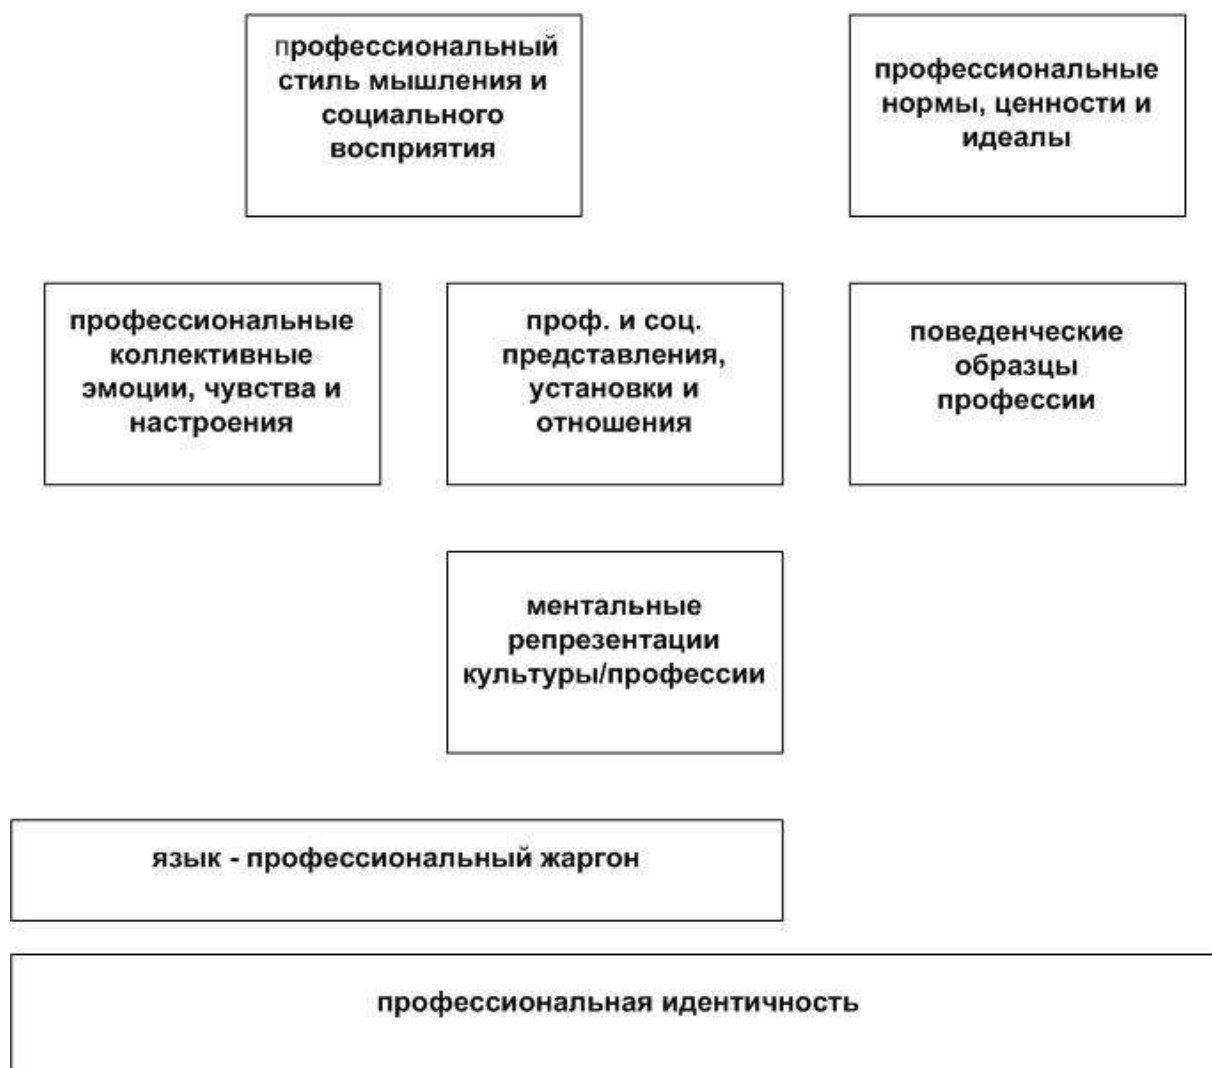 профессиональный
стиль мышления и
социального
восприятия
профессиональные
нормы, ценности и
идеалы
профессиональные
коллективные
эмоции, чувства и
настроения
проф. и соц.
представления,
установки и
отношения
поведенческие
образцы
профессии
ментальные
репрезентации
культуры/профессии
язык - профессиональный жаргон
профессиональная идентичность